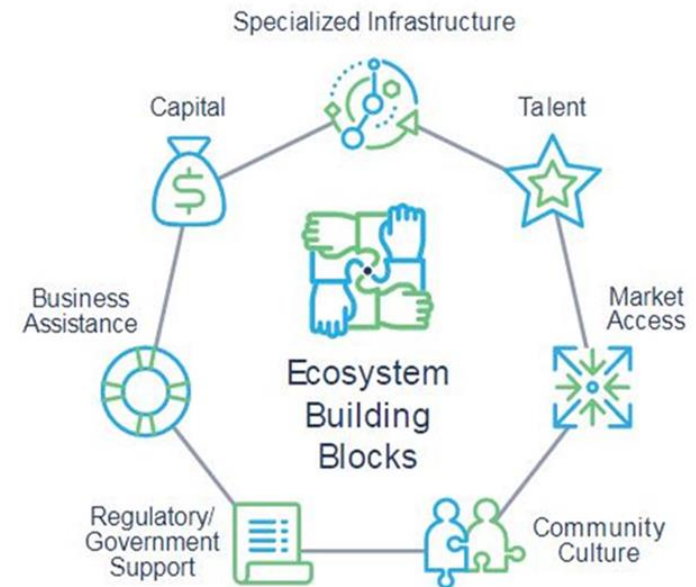 Specialized Infrastructure
Capital
Talent
$
Business
Assistance
Market
Access
Ecosystem
Building
Blocks
Regulatory/
Government
Support
Community
Culture